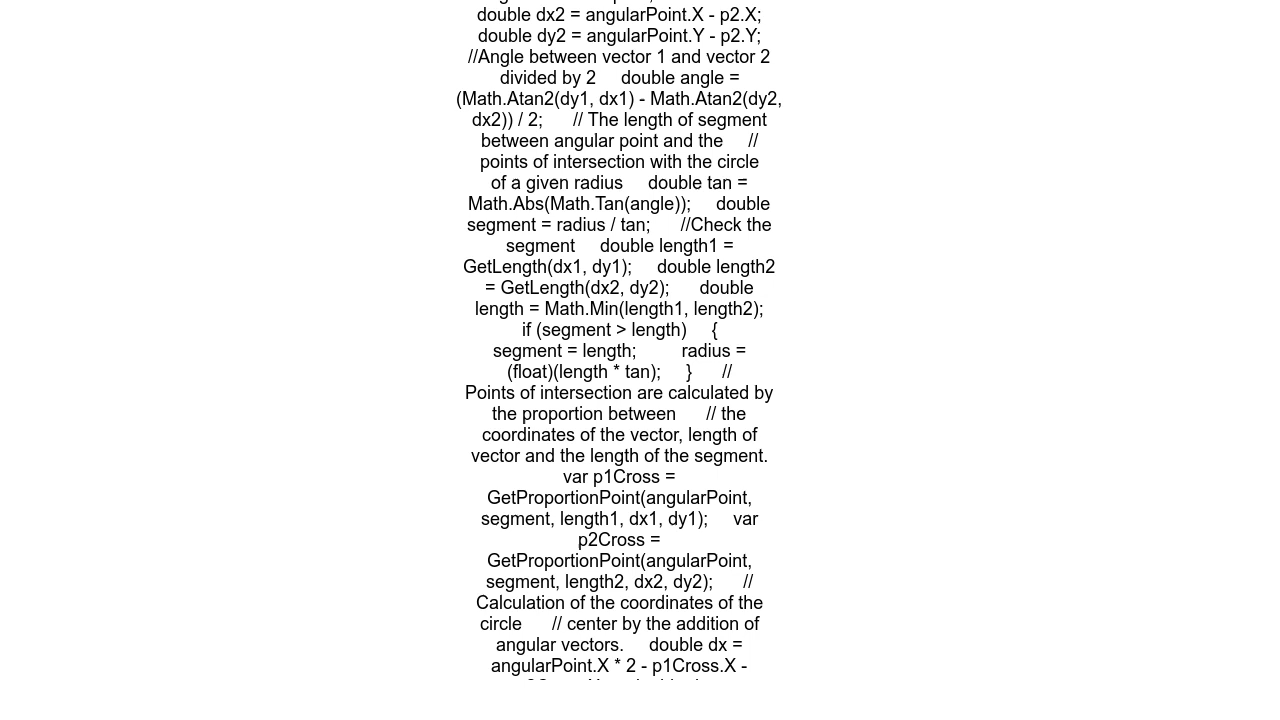 double dx2 = angularPoint.X - p2.X;
double dy2 = angularPoint.Y - p2.Y;
//Angle between vector 1 and vector 2
divided by 2     double angle =
(Math.Atan2(dy1, dx1) - Math.Atan2(dy2,
dx2)) / 2;      // The length of segment
between angular point and the     //
points of intersection with the circle
of a given radius     double tan =
Math.Abs(Math.Tan(angle));     double
segment = radius / tan;      //Check the
segment     double length1 =
GetLength(dx1, dy1);     double length2
= GetLength(dx2, dy2);      double
length = Math.Min(length1, length2);
if (segment > length)     {
segment = length;         radius =
(float)(length * tan);     }      //
Points of intersection are calculated by
the proportion between      // the
coordinates of the vector, length of
vector and the length of the segment.
var p1Cross =
GetProportionPoint(angularPoint,
segment, length1, dx1, dy1);     var
p2Cross =
GetProportionPoint(angularPoint,
segment, length2, dx2, dy2);      //
Calculation of the coordinates of the
circle      // center by the addition of
angular vectors.     double dx =
angularPoint.X * 2 - p1Cross.X -